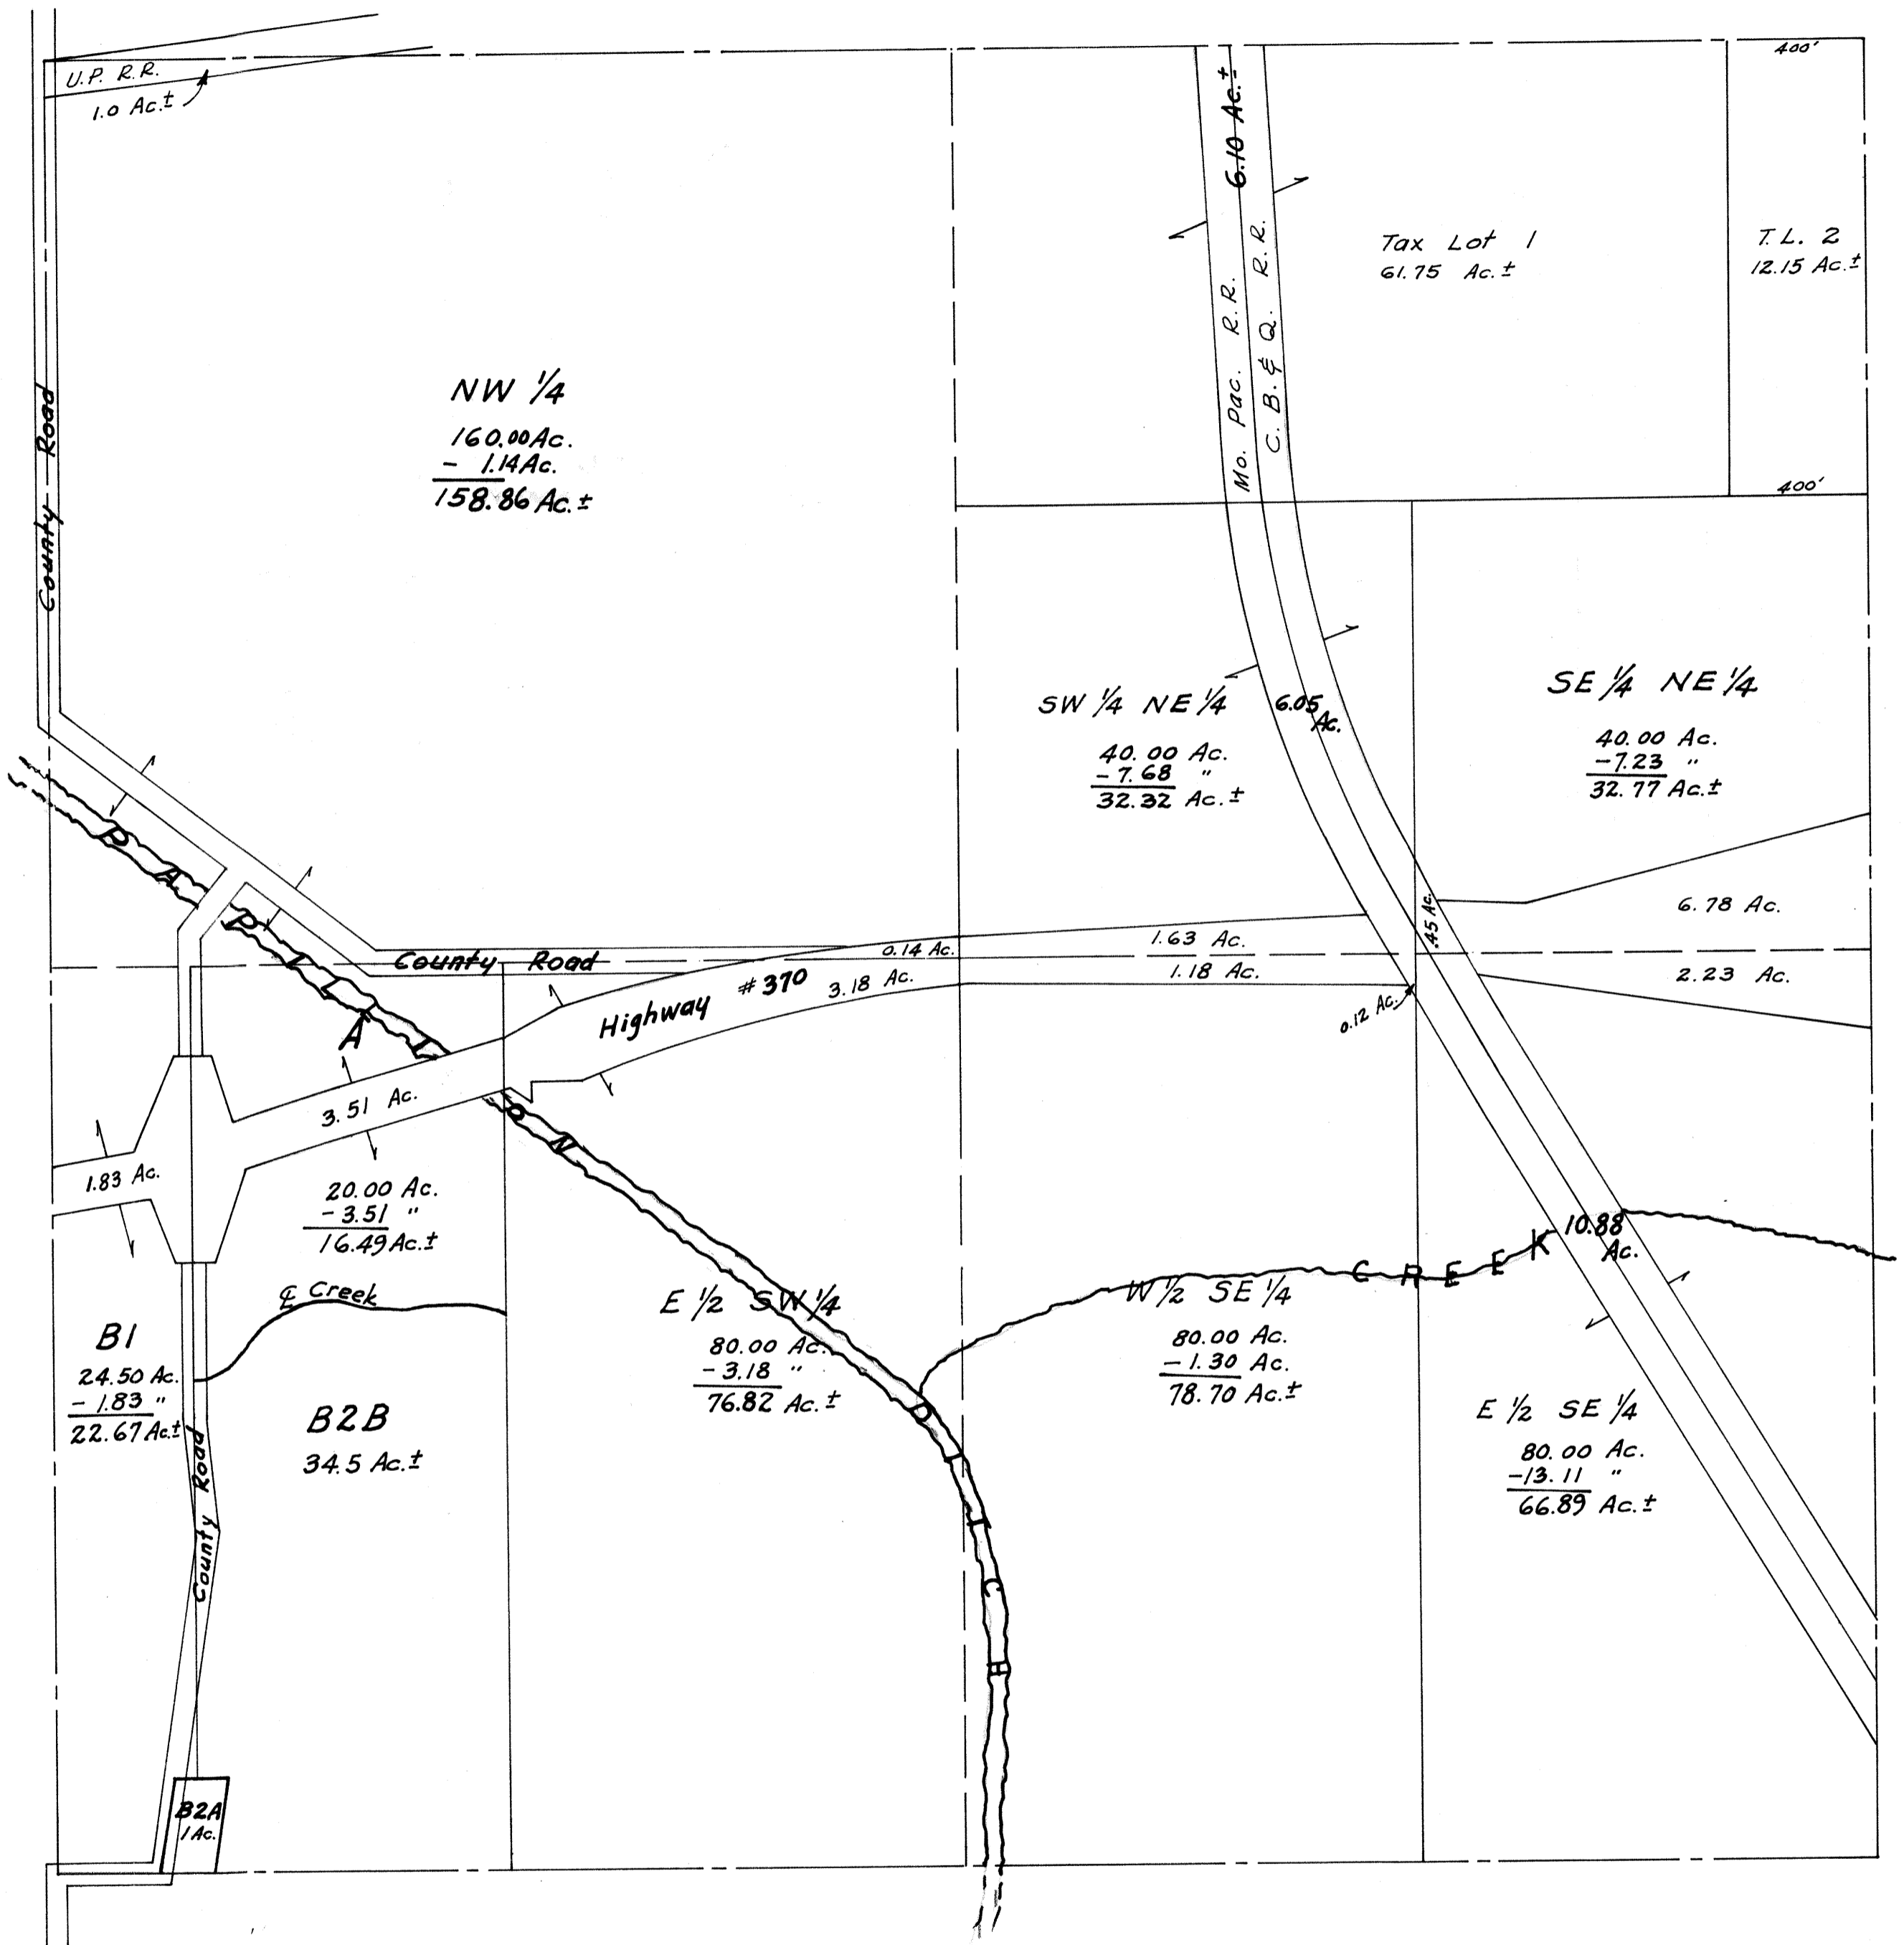 U.P. R.R.
1.0 Ac.±
400'
6.10 Ac.±
Mo. Pac. R.R.
C. B. & Q. R.R.
Tax Lot 1
61.75 Ac.±
T.L. 2
12.15 Ac.±
400'
County Road
NW 1/4
160.00 Ac.
- 1.14 Ac.
158.86 Ac.±
SW 1/4 NE 1/4
40.00 Ac.
-7.68 "
32.32 Ac.±
6.05
Ac.
SE 1/4 NE 1/4
40.00 Ac.
-7.23 "
32.77 Ac.±
PAPILLAION
County Road
0.14 Ac.
1.63 Ac.
.45 Ac.
6.78 Ac.
Highway #370
3.18 Ac.
1.18 Ac.
0.12 Ac.
2.23 Ac.
3.51 Ac.
1.83 Ac.
20.00 Ac.
-3.51 "
16.49 Ac.±
℄ Creek
B1
24.50 Ac.
- 1.83 "
22.67 Ac.±
B2B
34.5 Ac.±
E 1/2 SW 1/4
80.00 Ac.
-3.18 "
76.82 Ac.±
W 1/2 SE 1/4
80.00 Ac.
-1.30 Ac.
78.70 Ac.±
CREEK
10.88
Ac.
E 1/2 SE 1/4
80.00 Ac.
-13.11 "
66.89 Ac.±
DITCH
County Road
B2A
1 Ac.